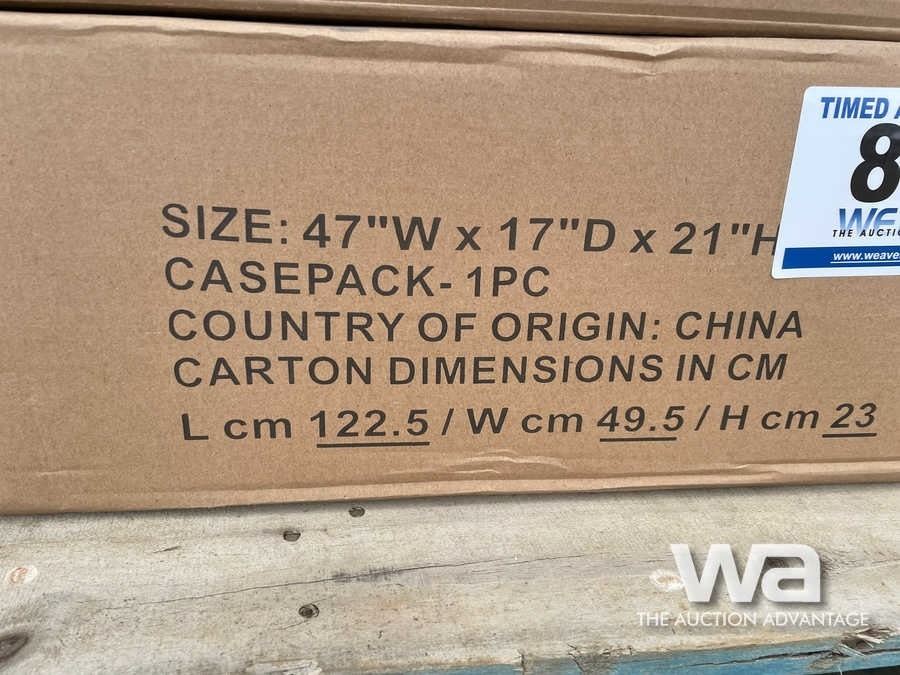 SIZE: 47"W x 17"D x 21"H
CASEPACK- 1PC
COUNTRY OF ORIGIN: CHINA
CARTON DIMENSIONS IN CM
L cm 122.5 / W cm 49.5 / H cm 23
TIMED
8
THE
www.weave
wa
THE AUCTION ADVANTAGE